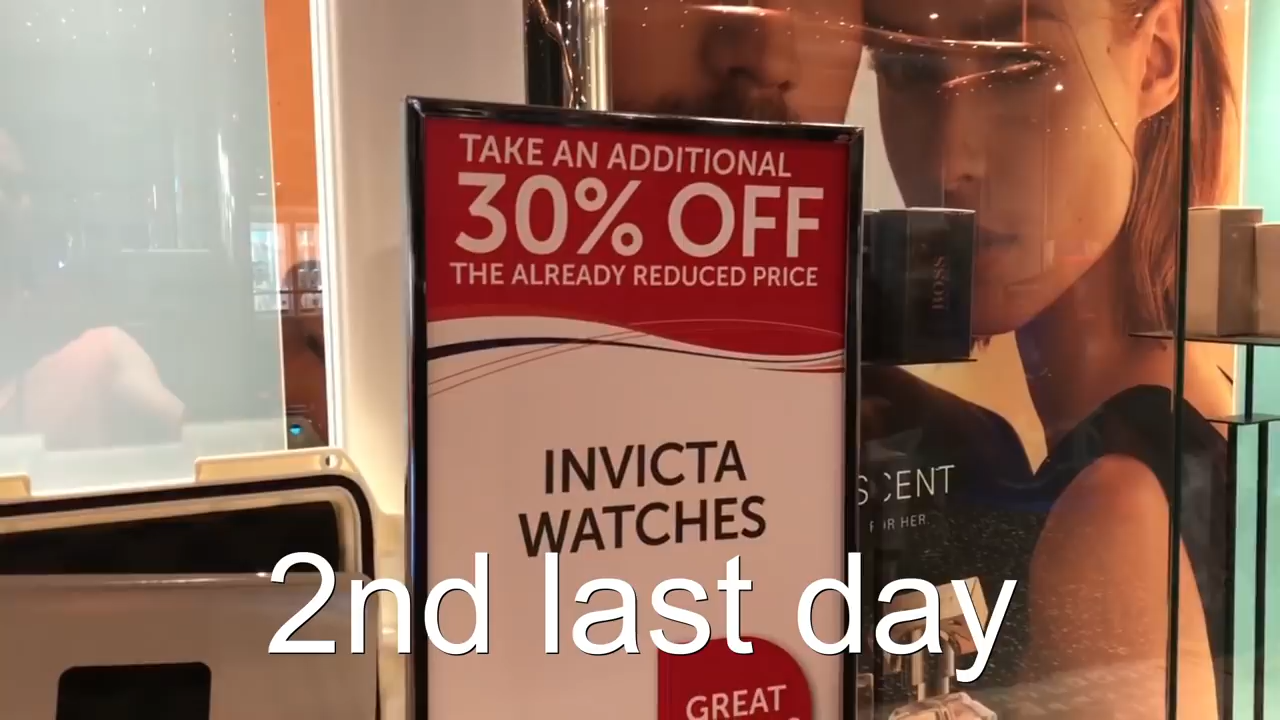 TAKE AN ADDITIONAL
30% OFF
THE ALREADY REDUCED PRICE
BOSS
INVICTA
WATCHES
SCENT
FOR HER
2nd last day
GREAT